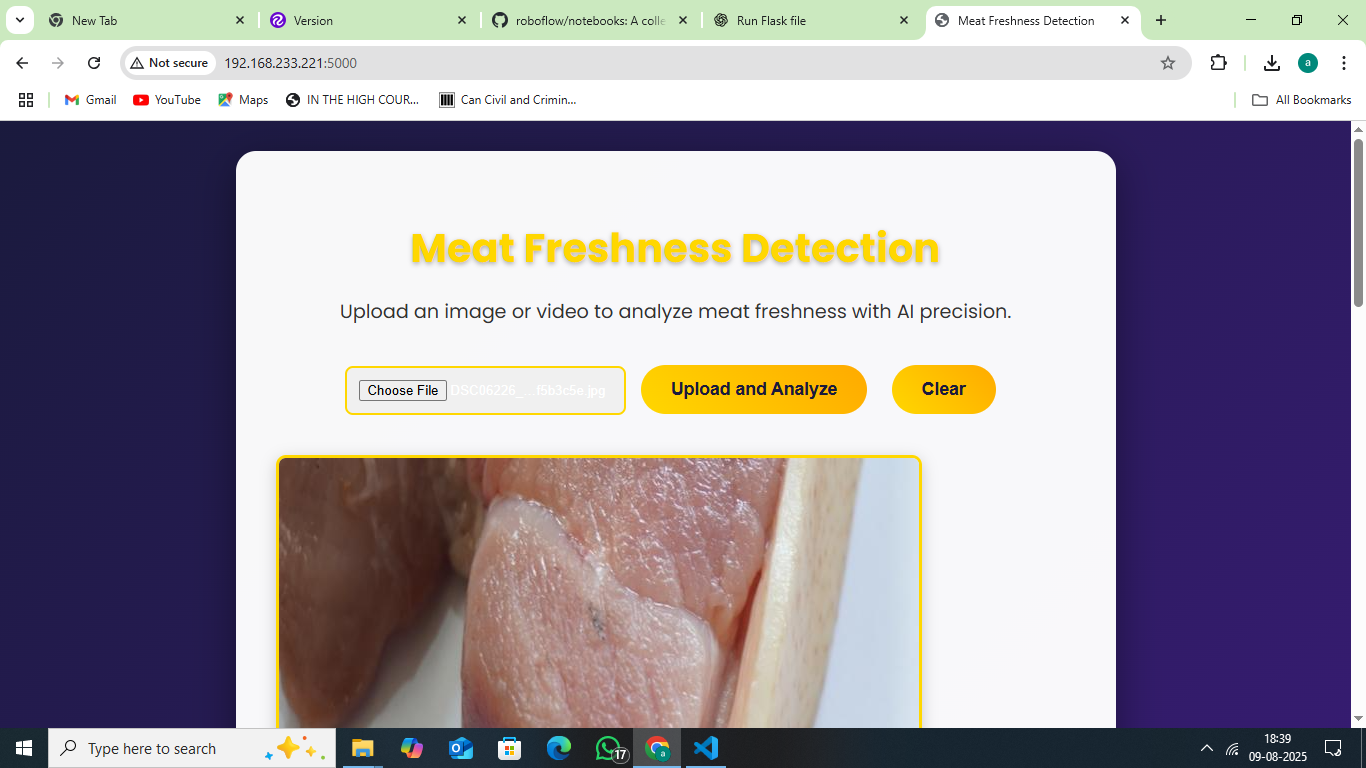 New Tab
Version
roboflow/notebooks: A colle
Run Flask file
Meat Freshness Detection
Not secure
192.168.233.221:5000
a
Gmail
YouTube
Maps
IN THE HIGH COUR...
Can Civil and Crimin...
All Bookmarks
Meat Freshness Detection
Upload an image or video to analyze meat freshness with AI precision.
Choose File DSC06226_...f5b3c5e.jpg
Upload and Analyze
Clear
Type here to search
17
a
18:39
09-08-2025